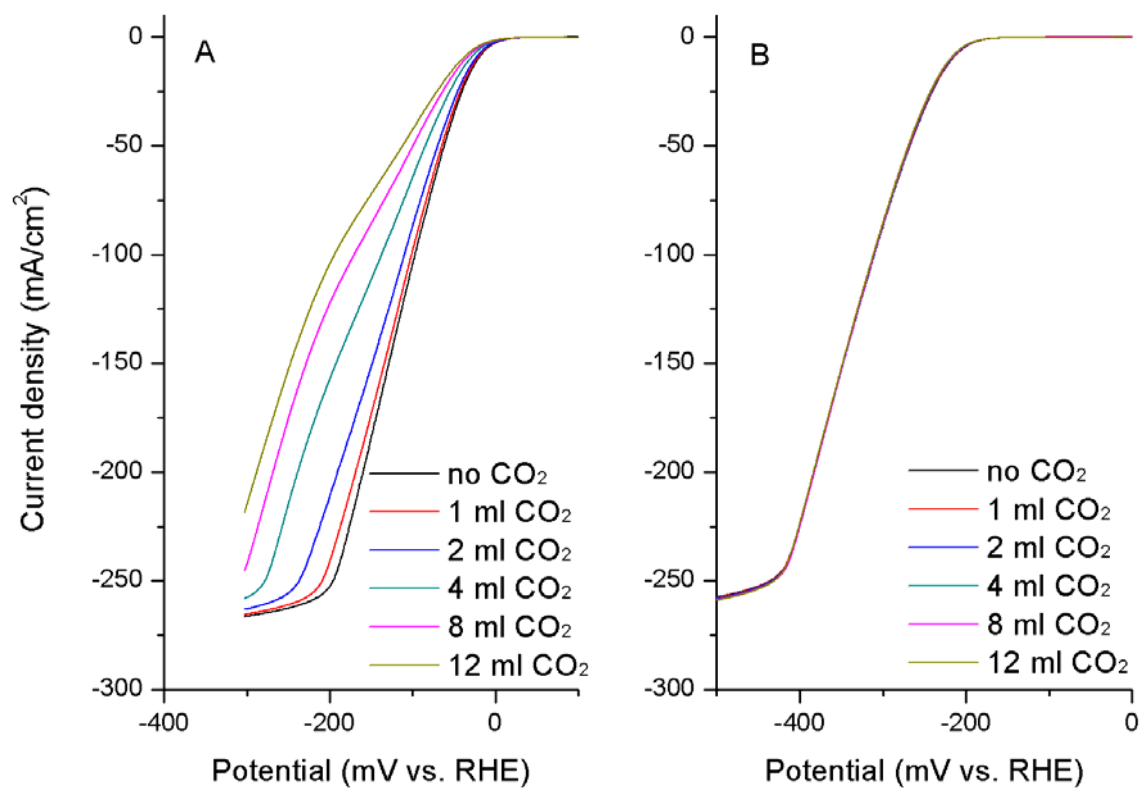 Current density (mA/cm²)
A
0
-50
-100
-150
-200
-250
-300
-400
-200
0
no CO₂
1 ml CO₂
2 ml CO₂
4 ml CO₂
8 ml CO₂
12 ml CO₂
Potential (mV vs. RHE)
B
0
-50
-100
-150
-200
-250
-300
-400
-200
0
no CO₂
1 ml CO₂
2 ml CO₂
4 ml CO₂
8 ml CO₂
12 ml CO₂
Potential (mV vs. RHE)